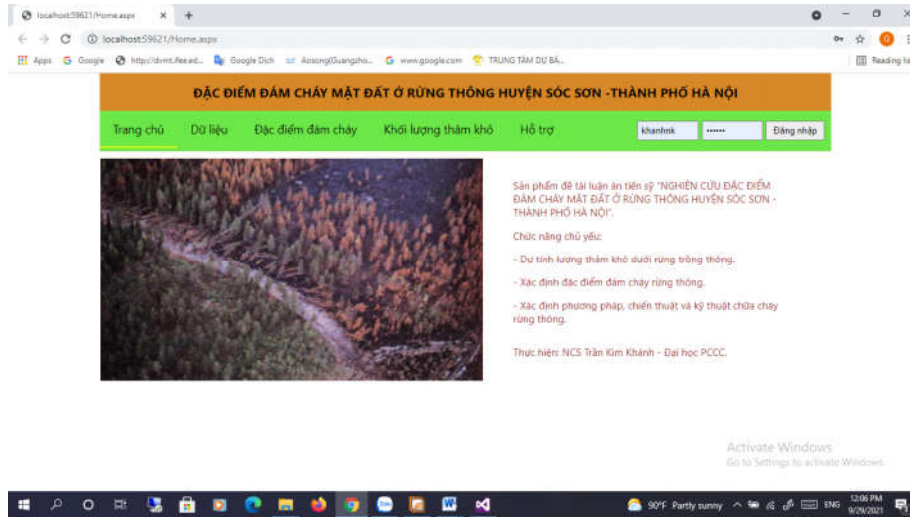 localhost:59621/Home.aspx
localhost:59621/Home.aspx
Apps Google Google Dich www.google.com TRUNG TÂM DỰ BÁ... Reading
ĐẶC ĐIỂM ĐÁM CHÁY MẶT ĐẤT Ở RỪNG THÔNG HUYỆN SÓC SƠN -THÀNH PHỐ HÀ NỘI
Trang chủ Dữ liệu Đặc điểm đám cháy Khối lượng thảm khô Hỗ trợ khanhnk •••••• Đăng nhập
Sản phẩm đề tài luận án tiến sỹ "NGHIÊN CỨU ĐẶC ĐIỂM
ĐÁM CHÁY MẶT ĐẤT Ở RỪNG THÔNG HUYỆN SÓC SƠN -
THÀNH PHỐ HÀ NỘI".
Chức năng chủ yếu:
- Dự tính lượng thảm khô dưới rừng trồng thông.
- Xác định đặc điểm đám cháy rừng thông.
- Xác định phương pháp, chiến thuật và kỹ thuật chữa cháy
rừng thông.
Thực hiện: NCS Trần Kim Khánh - Đại học PCCC.
Activate Windows
Go to Settings to activate Windows.
90°F Partly sunny ENG 12:06 PM
9/29/2021